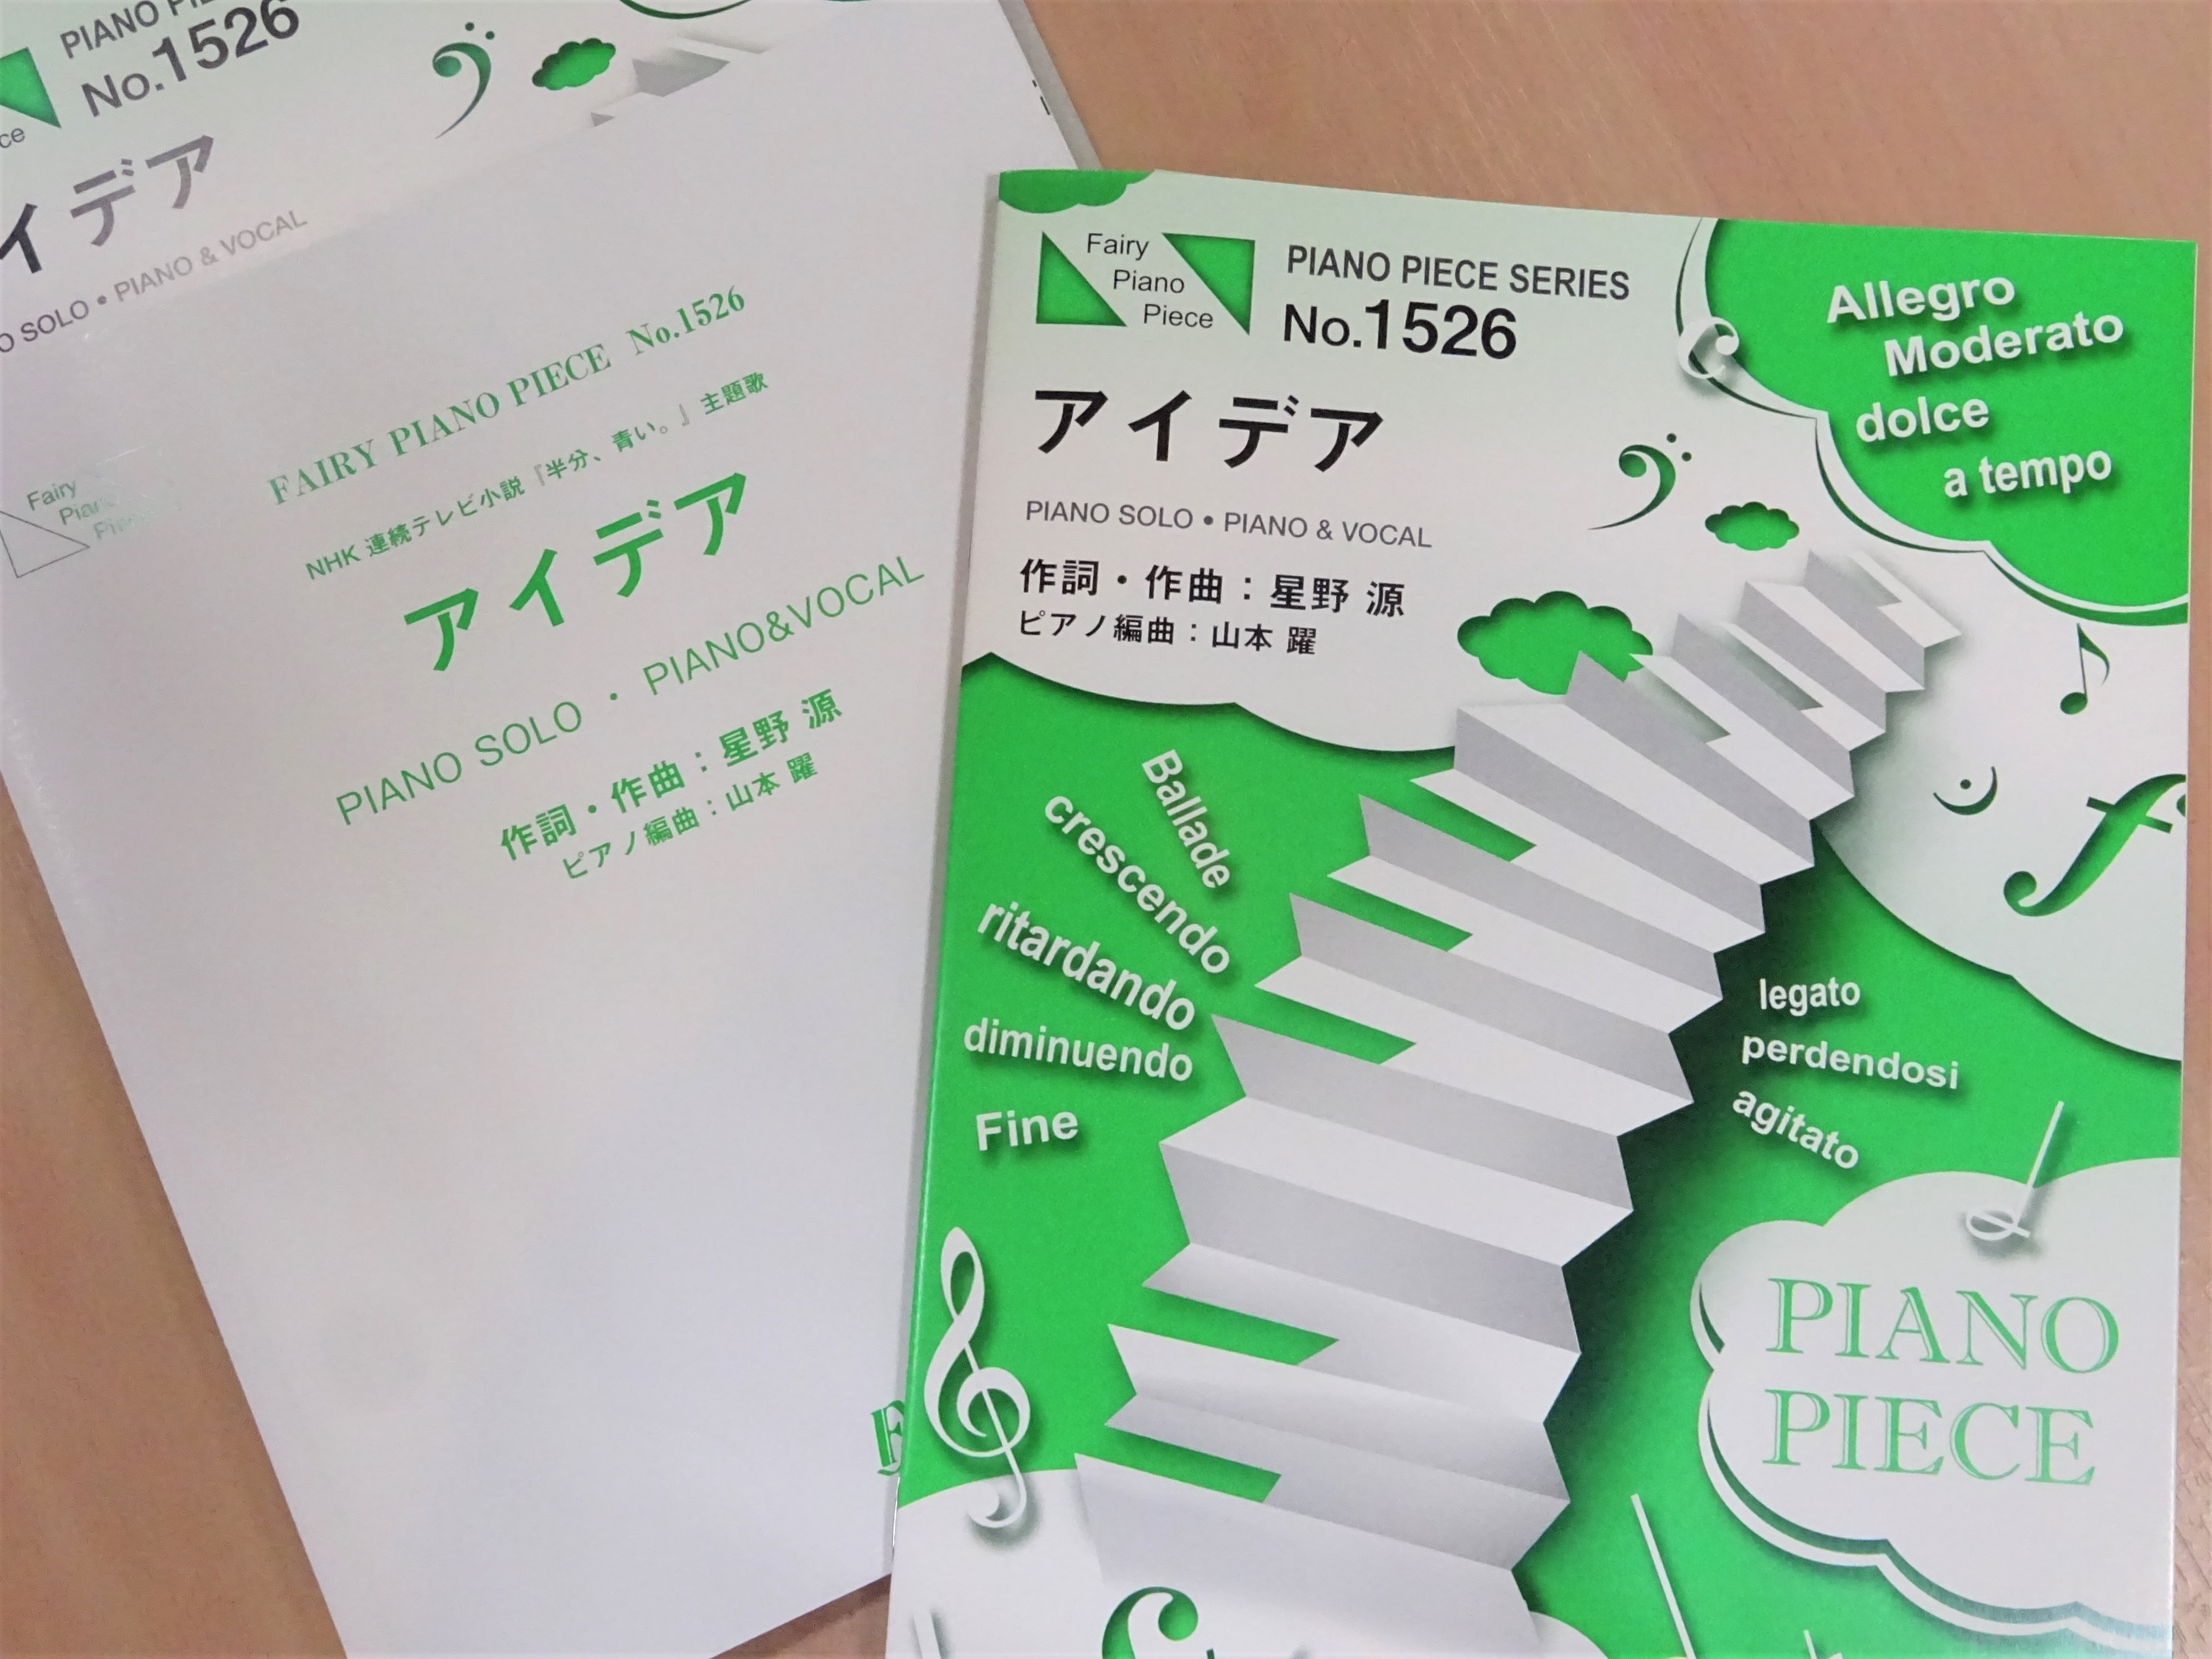 PIANO
No.1526
イデア
SOLO • PIANO & VOCAL
Fairy
FAIRY PIANO PIECE No.1526
NHK 連続テレビ小説『半分、青い。』主題歌
アイデア
PIANO SOLO ・ PIANO&VOCAL
作詞・作曲：星野 源
ピアノ編曲：山本 躍
Fairy
Piano
Piece
PIANO PIECE SERIES
No.1526
アイデア
PIANO SOLO • PIANO & VOCAL
作詞・作曲：星野 源
ピアノ編曲：山本 躍
Allegro
Moderato
dolce
a tempo
Ballade
crescendo
ritardando
diminuendo
Fine
legato
perdendosi
agitato
PIANO
PIECE